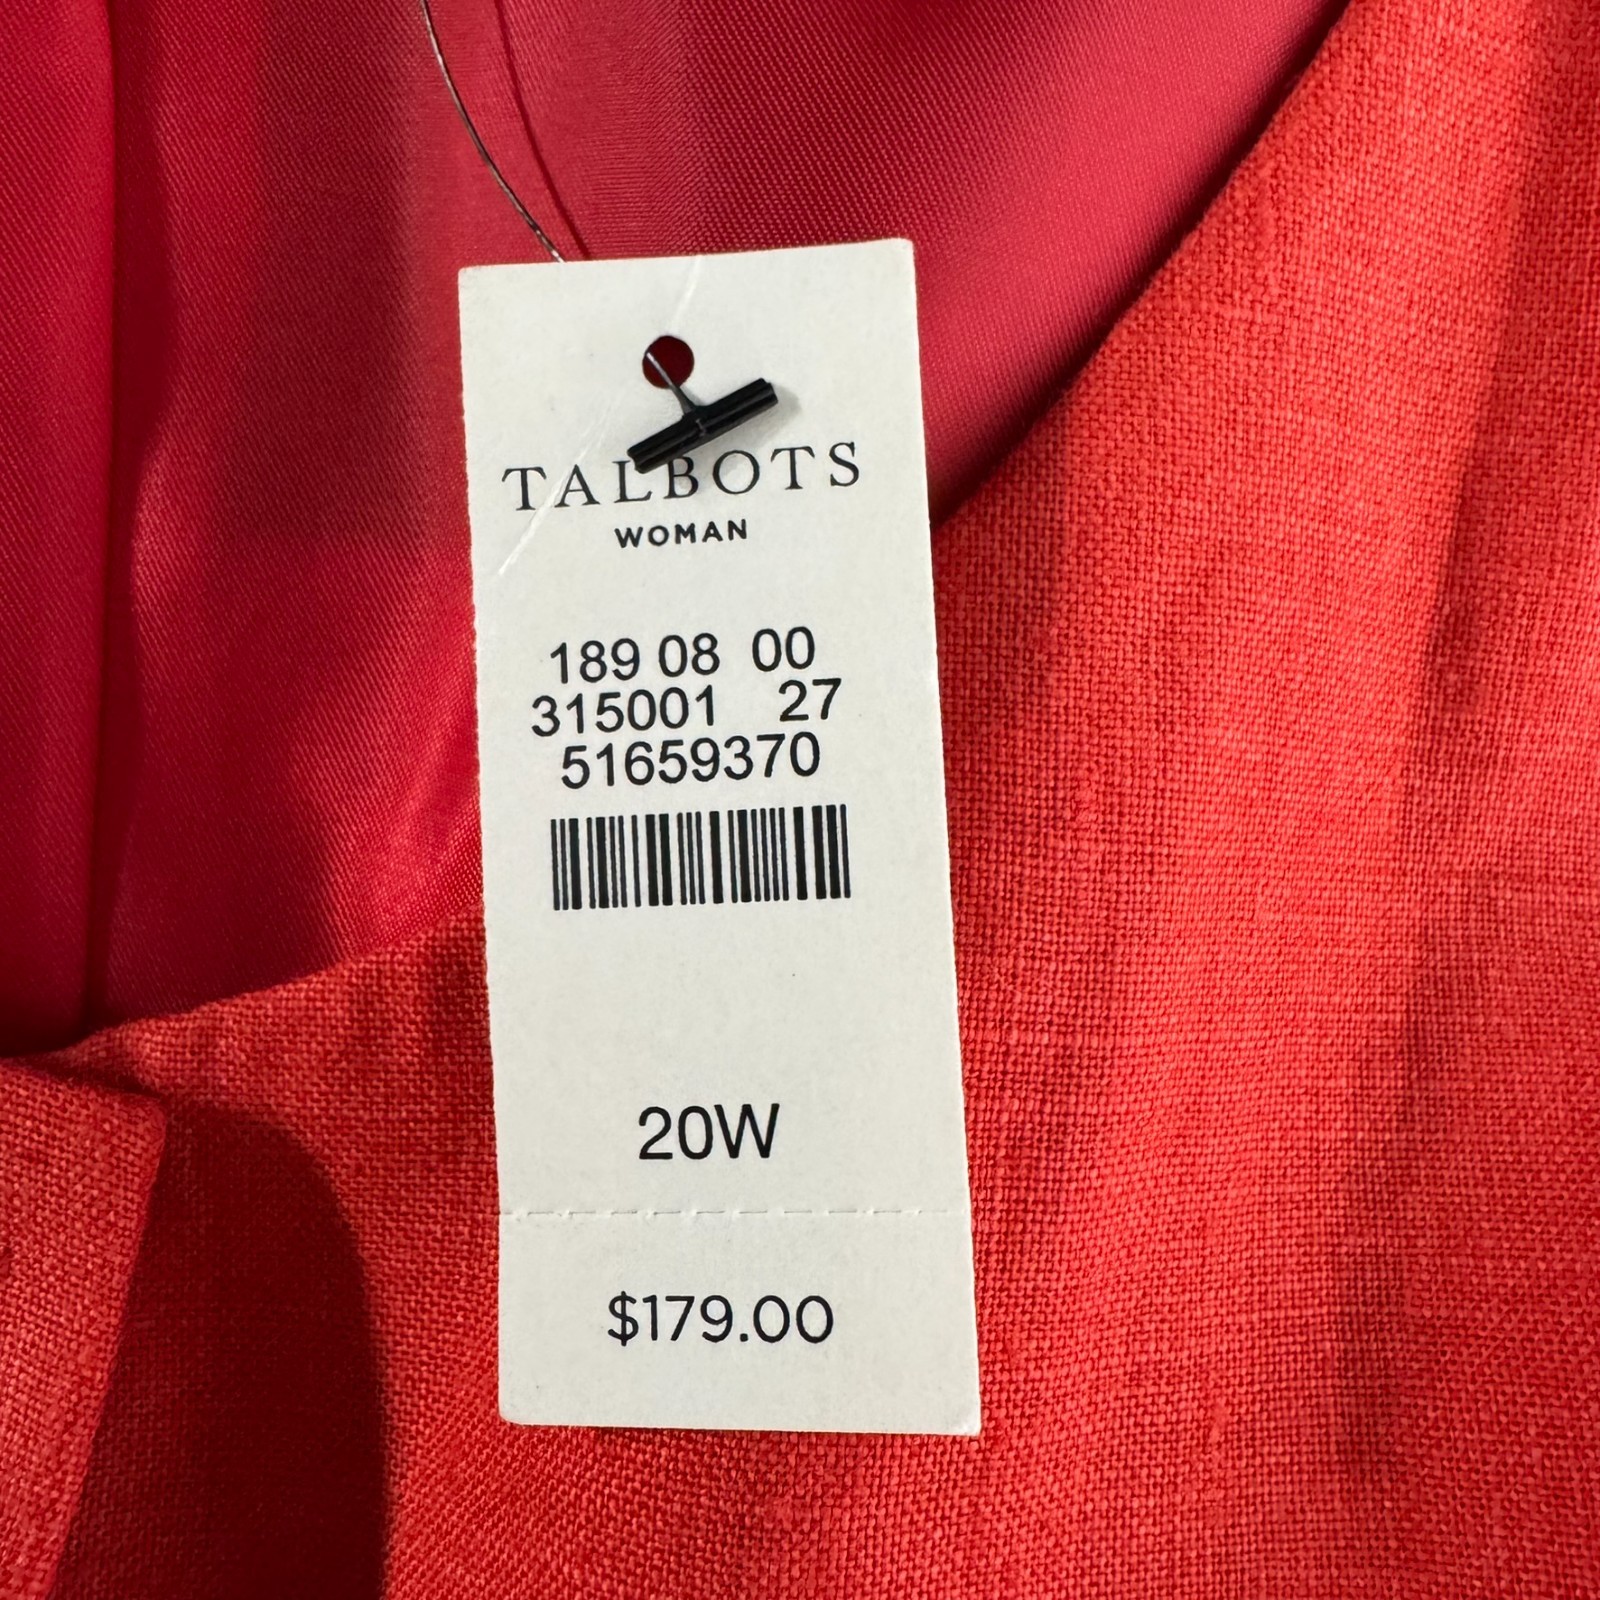 TALBOTS
WOMAN
189 08 00
315001 27
51659370
20W
$179.00